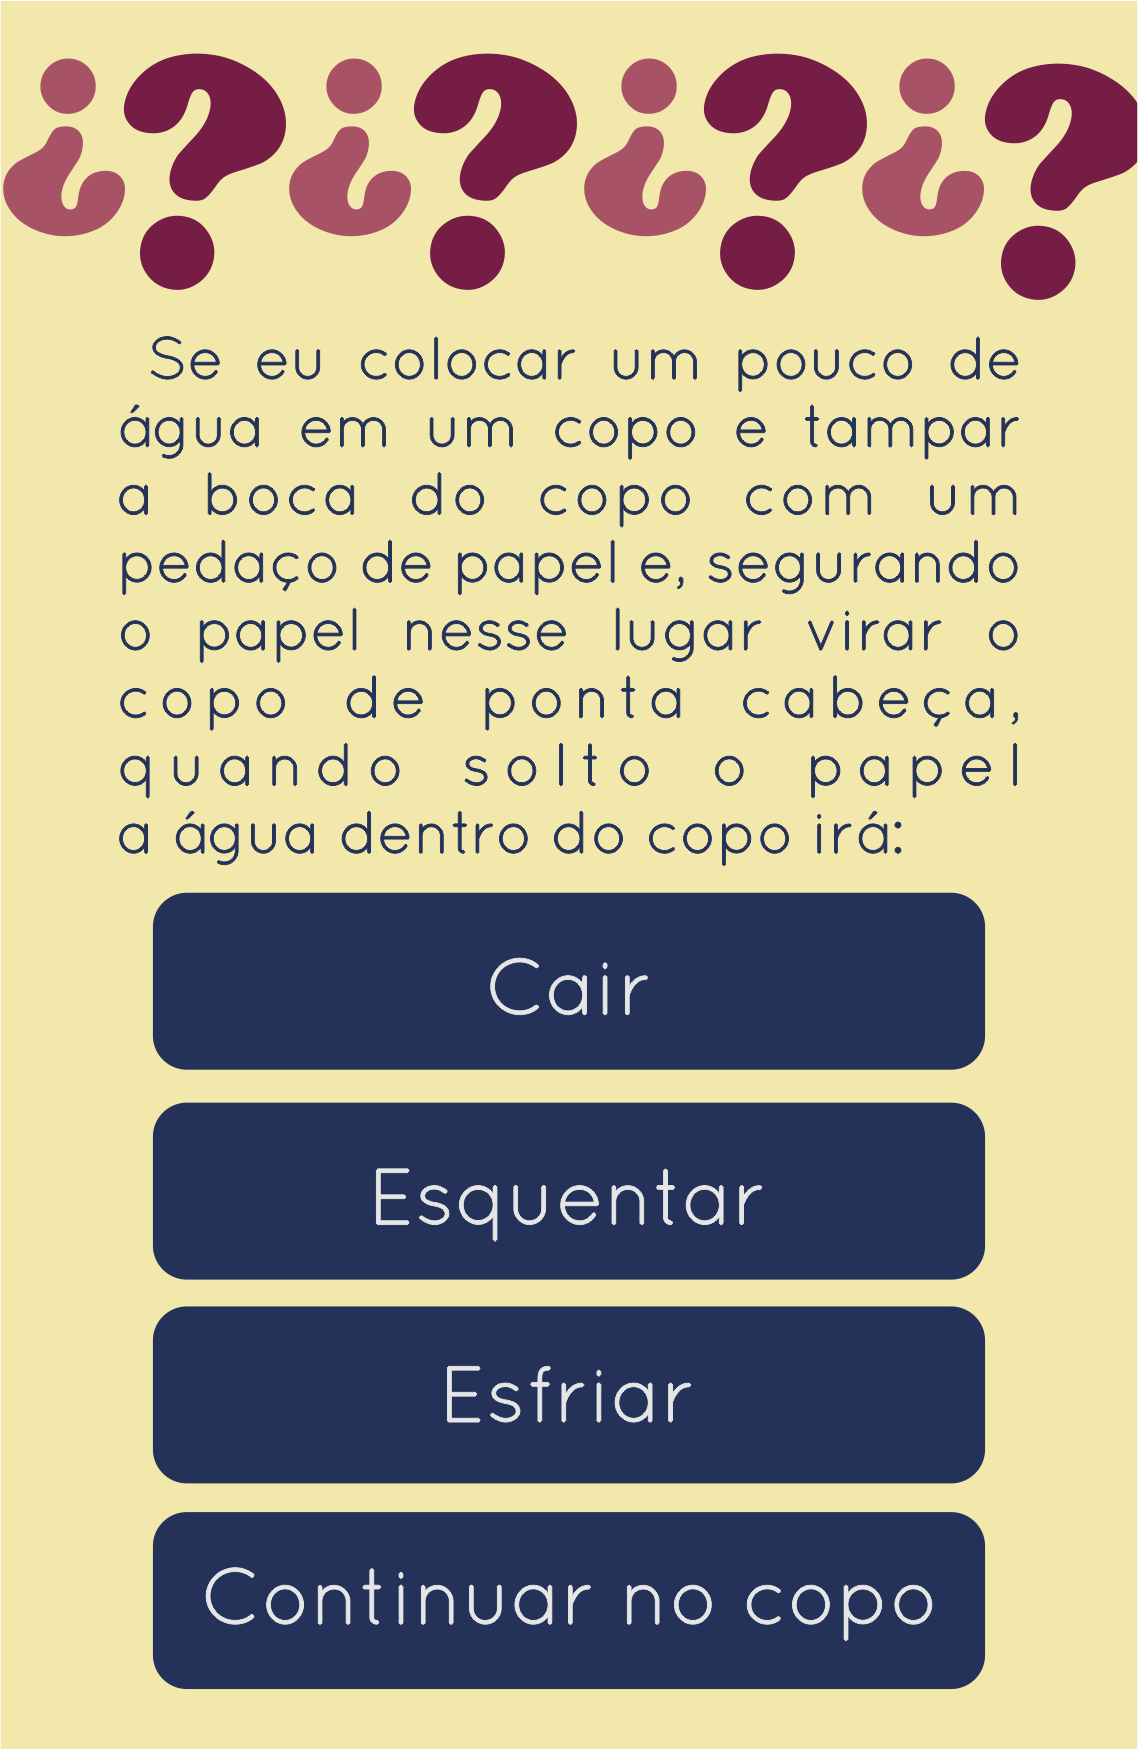 ¿?¿?¿?¿?
Se eu colocar um pouco de
água em um copo e tampar
a boca do copo com um
pedaço de papel e, segurando
o papel nesse lugar virar o
copo de ponta cabeça,
quando solto o papel
a água dentro do copo irá:
Cair
Esquentar
Esfriar
Continuar no copo